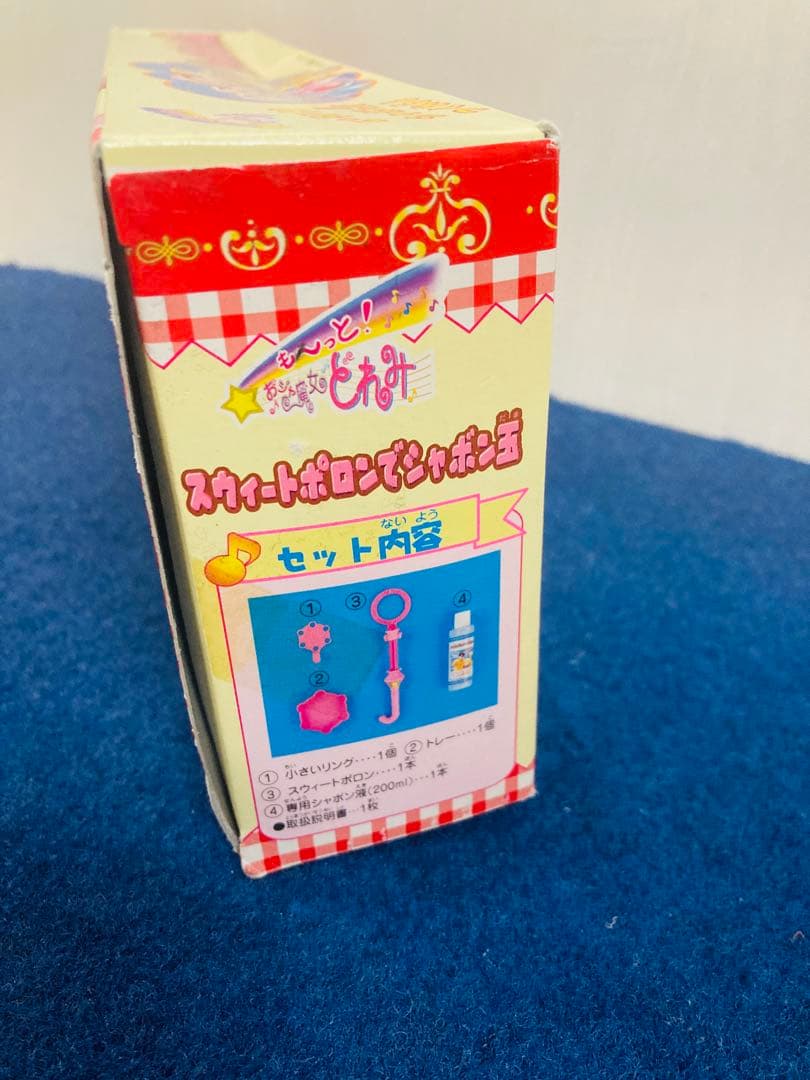 も〜っと!
おジャ魔女
どれみ
スウィートポロンでシャボン玉
だま
ない よう
セット内容
① ③ ④
②
① 小さいリング‥‥1個 ② トレー‥‥1個
③ スウィートポロン‥‥1本
④ 専用シャボン液(200ml)‥‥1本
●取扱説明書‥‥1枚